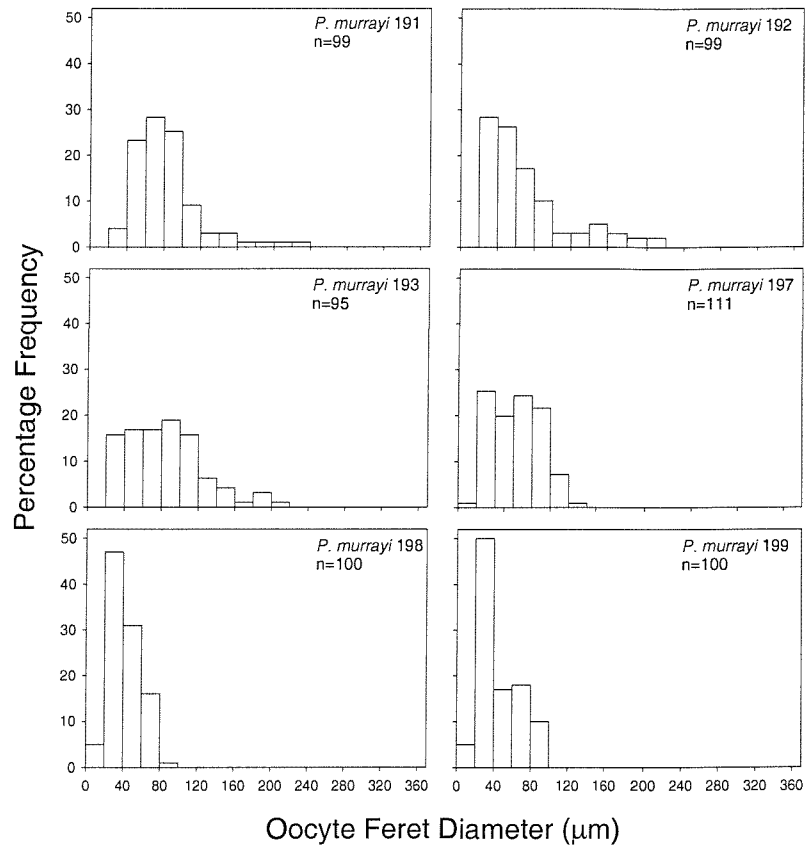 50
40
30
20
10
0
P. murrayi 191
n=99
P. murrayi 192
n=99
50
40
30
20
10
0
P. murrayi 193
n=95
P. murrayi 197
n=111
Percentage Frequency
50
40
30
20
10
0
P. murrayi 198
n=100
P. murrayi 199
n=100
0 40 80 120 160 200 240 280 320 360
0 40 80 120 160 200 240 280 320 360
Oocyte Feret Diameter (µm)